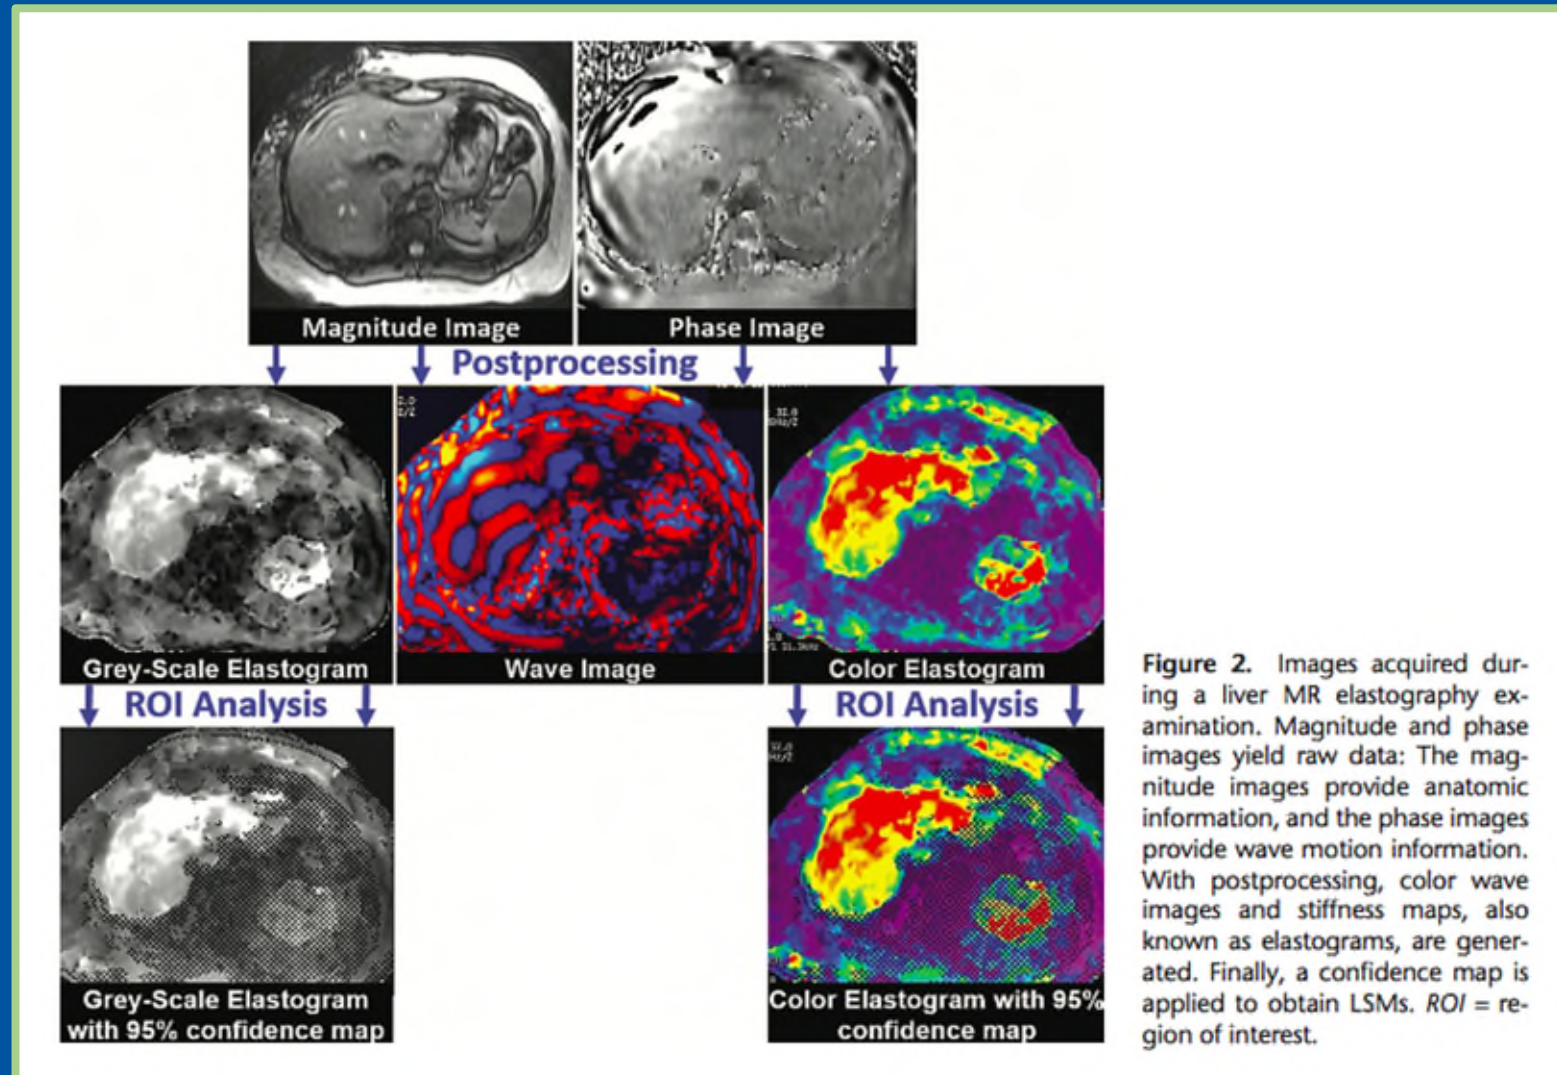 Magnitude Image
Phase Image
Postprocessing
Grey-Scale Elastogram
Wave Image
Color Elastogram
ROI Analysis
ROI Analysis
Grey-Scale Elastogram
with 95% confidence map
Color Elastogram with 95%
confidence map
Figure 2. Images acquired dur-
ing a liver MR elastography ex-
amination. Magnitude and phase
images yield raw data: The mag-
nitude images provide anatomic
information, and the phase images
provide wave motion information.
With postprocessing, color wave
images and stiffness maps, also
known as elastograms, are gener-
ated. Finally, a confidence map is
applied to obtain LSMs. ROI = re-
gion of interest.